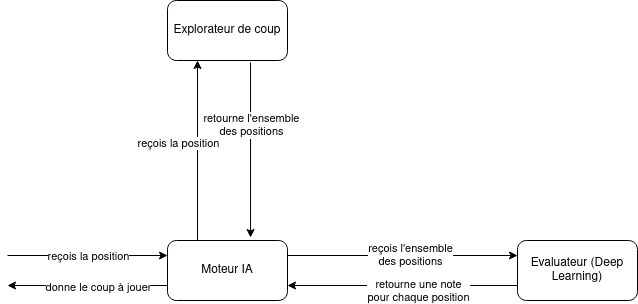 Explorateur de coup
retourne l'ensemble
des positions
reçois la position
reçois la position
donne le coup à jouer
Moteur IA
reçois l'ensemble
des positions
retourne une note
pour chaque position
Evaluateur (Deep
Learning)